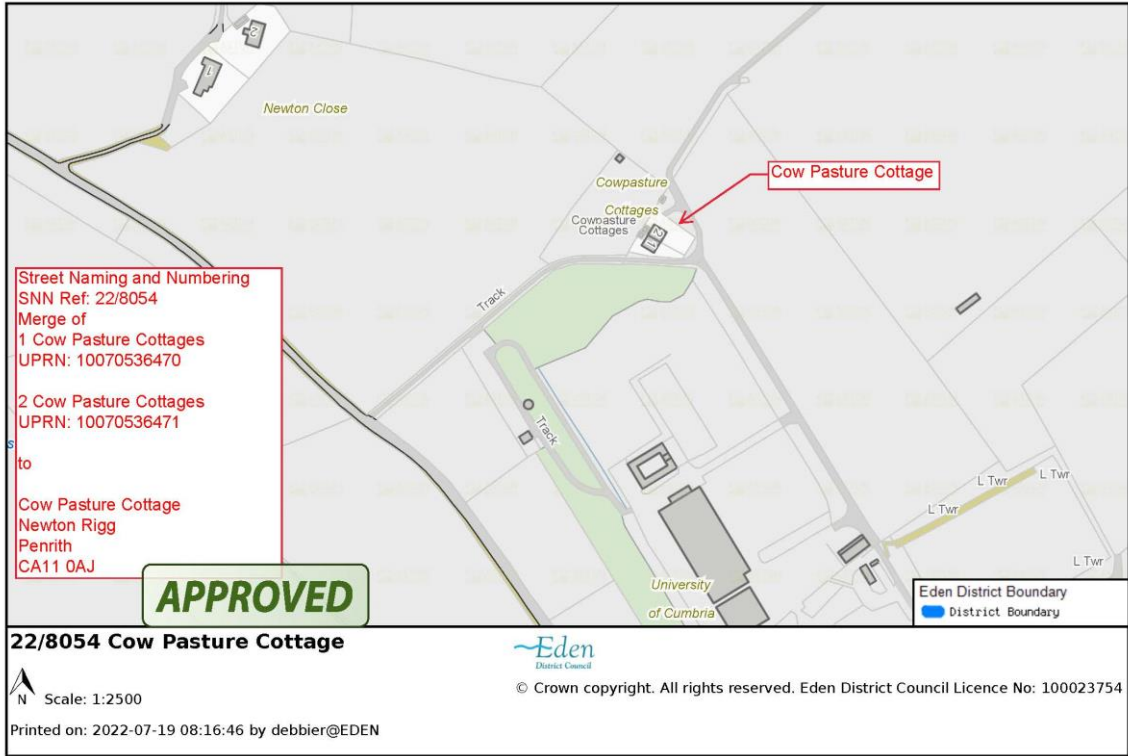 2
1
Newton Close
Cow Pasture Cottage
Cowpasture
Cottages
Cowpasture
Cottages
2
1
Track
Street Naming and Numbering
SNN Ref: 22/8054
Merge of
1 Cow Pasture Cottages
UPRN: 10070536470
2 Cow Pasture Cottages
UPRN: 10070536471
to
Cow Pasture Cottage
Newton Rigg
Penrith
CA11 0AJ
s
Track
L Twr
L Twr
L Twr
L Twr
University
of Cumbria
APPROVED
Eden District Boundary
District Boundary
22/8054 Cow Pasture Cottage
Eden
District Council
N
Scale: 1:2500
© Crown copyright. All rights reserved. Eden District Council Licence No: 100023754
Printed on: 2022-07-19 08:16:46 by debbier@EDEN